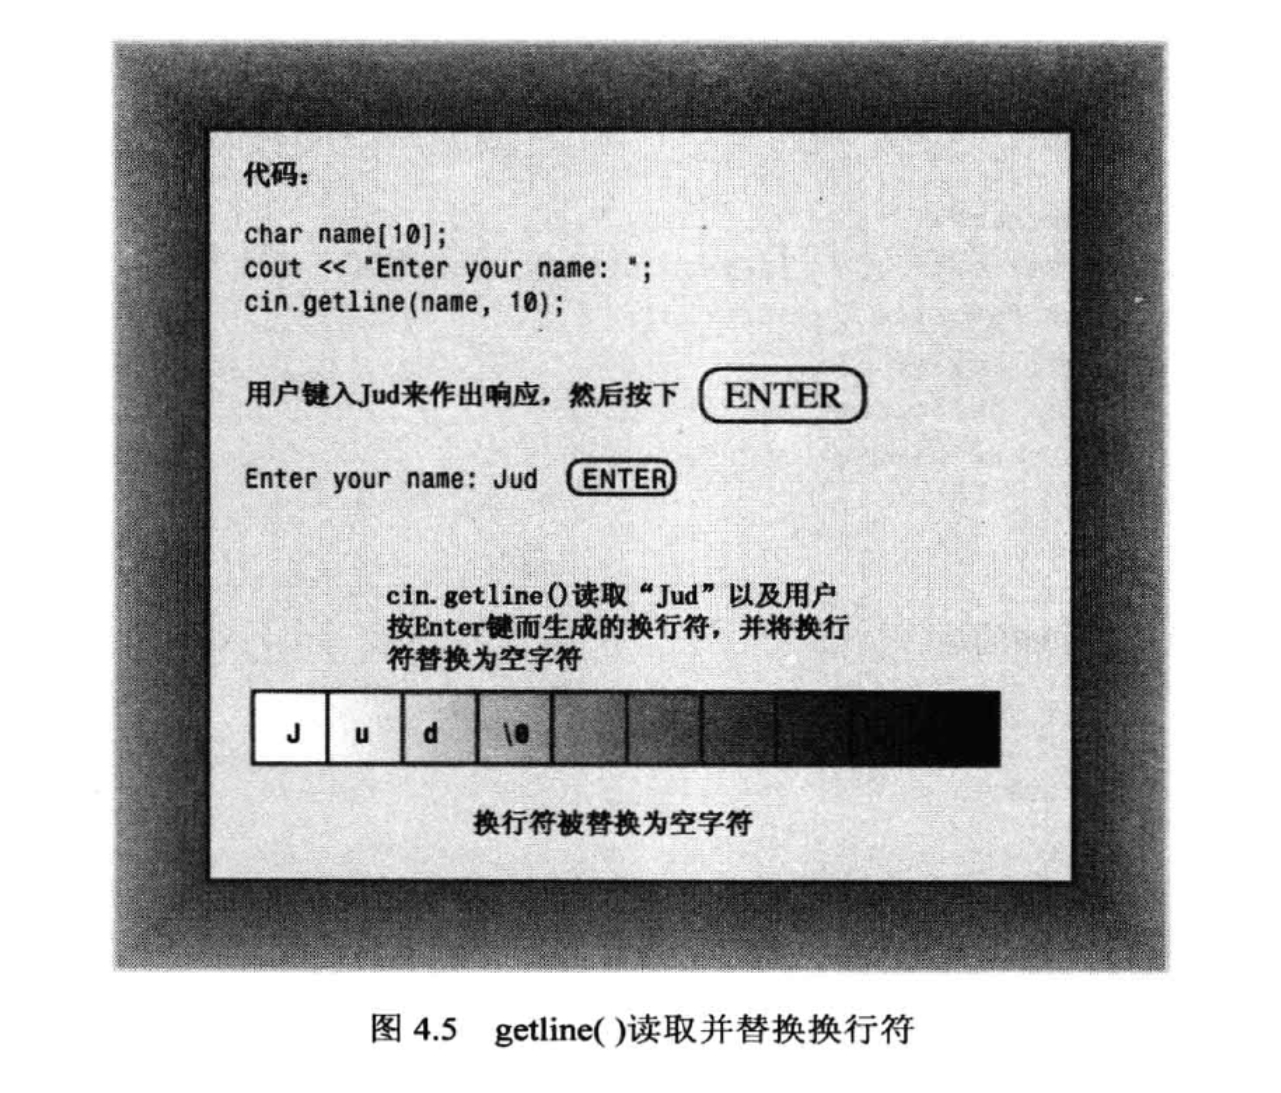 代码：
char name[10];
cout << "Enter your name: ";
cin.getline(name, 10);
用户键入Jud来作出响应，然后按下 ENTER
Enter your name: Jud ENTER
cin.getline()读取“Jud”以及用户
按Enter键而生成的换行符，并将换行
符替换为空字符
J u d \0
换行符被替换为空字符
图 4.5 getline( )读取并替换换行符